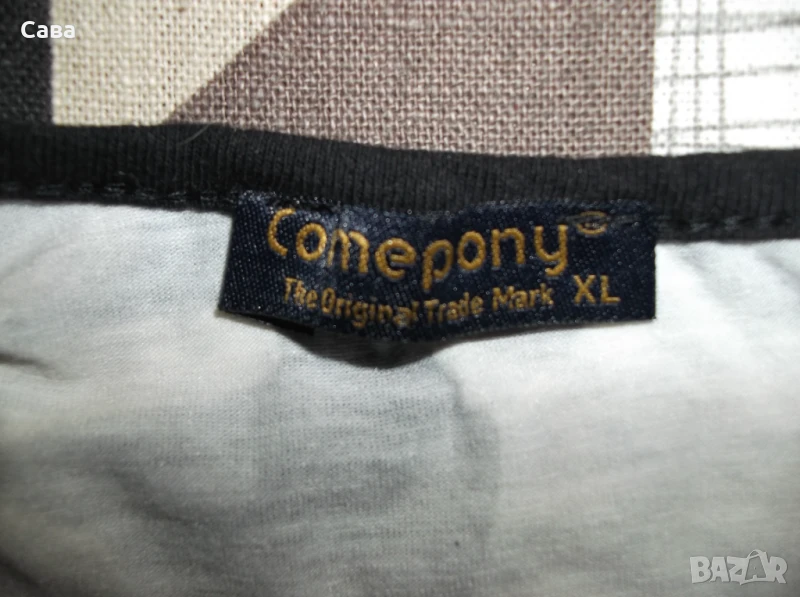 Сава
Comepony
The Original Trade Mark XL
BAZAR